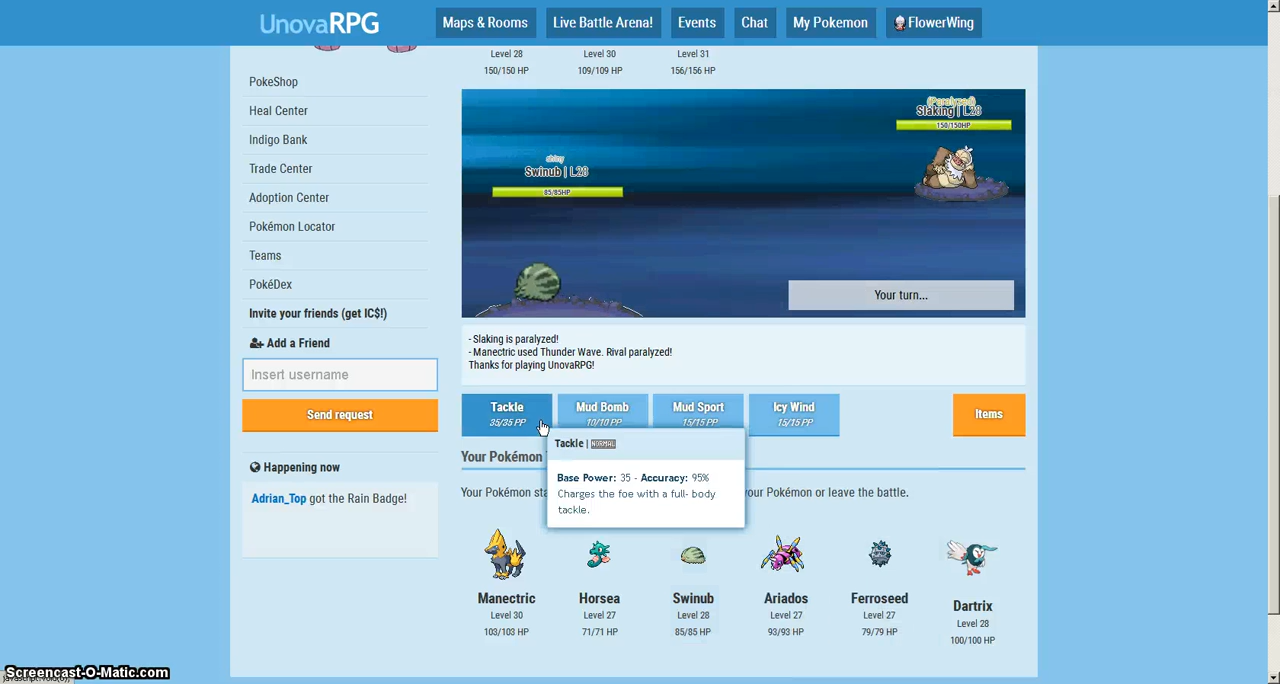 UnovaRPG
Maps & Rooms
Live Battle Arena!
Events
Chat
My Pokemon
FlowerWing
Level 28
Level 30
Level 31
150/150 HP
109/109 HP
156/156 HP
PokeShop
Heal Center
Indigo Bank
Trade Center
Adoption Center
Pokémon Locator
Teams
PokéDex
Invite your friends (get IC$!)
Add a Friend
Insert username
Send request
Happening now
Adrian_Top got the Rain Badge!
(Paralyzed)
Slaking | L28
150/150HP
shiny
Swinub | L28
85/85HP
Your turn...
- Slaking is paralyzed!
- Manectric used Thunder Wave. Rival paralyzed!
Thanks for playing UnovaRPG!
Tackle
35/35 PP
Mud Bomb
10/10 PP
Mud Sport
15/15 PP
Icy Wind
15/15 PP
Items
Tackle | NORMAL
Base Power: 35 - Accuracy: 95%
Charges the foe with a full- body
tackle.
Your Pokémon
Your Pokémon sta
your Pokémon or leave the battle.
Manectric
Level 30
103/103 HP
Horsea
Level 27
71/71 HP
Swinub
Level 28
85/85 HP
Ariados
Level 27
93/93 HP
Ferroseed
Level 27
79/79 HP
Dartrix
Level 28
100/100 HP
Screencast-O-Matic.com